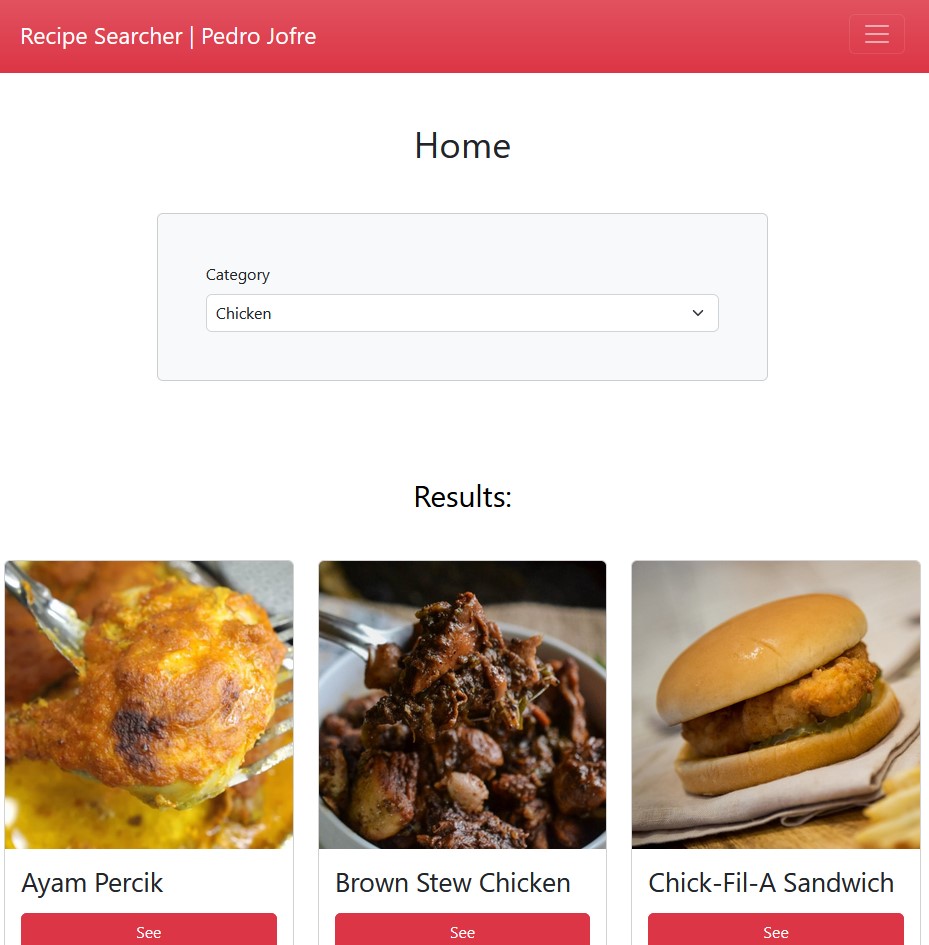 Recipe Searcher | Pedro Jofre
Home
Category
Chicken
Results:
Ayam Percik
Brown Stew Chicken
Chick-Fil-A Sandwich
See
See
See